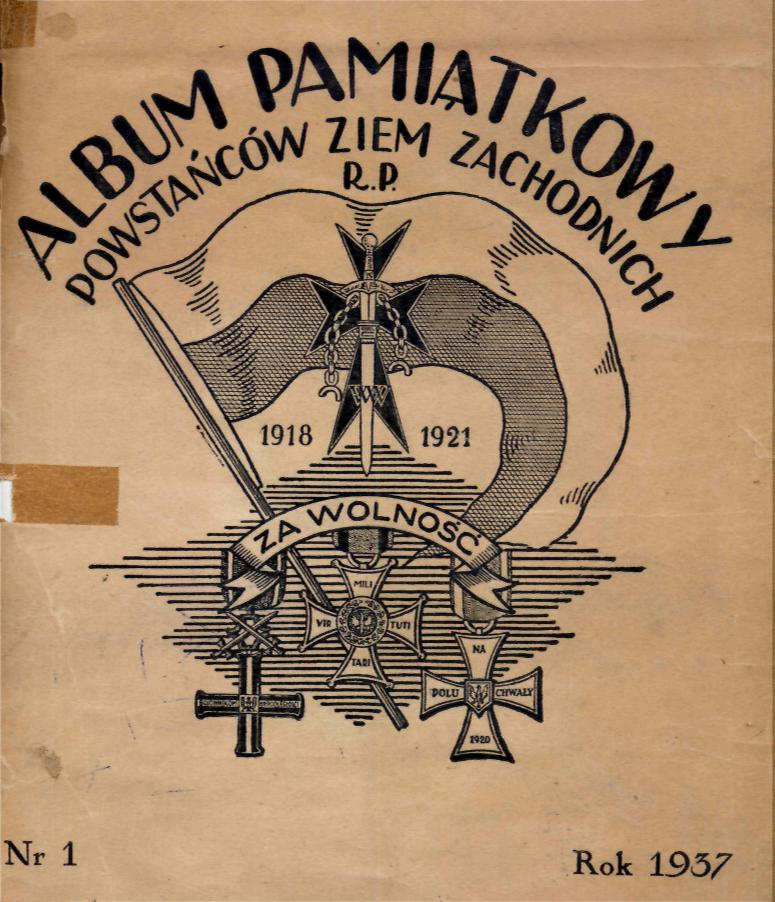 ALBUM PAMIĄTKOWY
POWSTAŃCÓW ZIEM ZACHODNICH
R.P.
WW
1918 1921
ZA WOLNOŚĆ
MILI
VIR TUTI
TARI
NA
POLU CHWAŁY
1920
Nr 1
Rok 1937